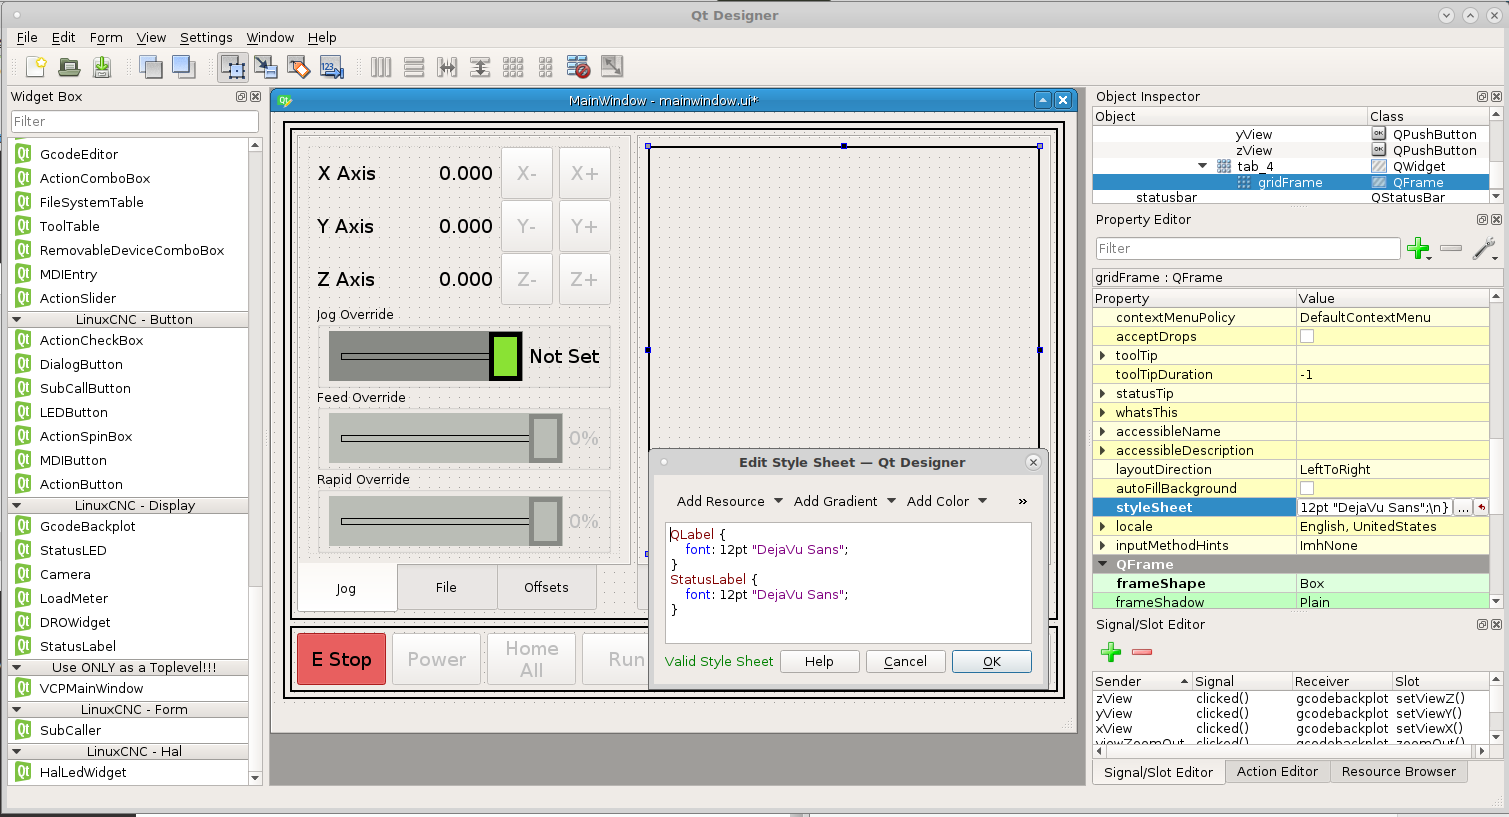 Qt Designer
File Edit Form View Settings Window Help
Widget Box
Filter
GcodeEditor
ActionComboBox
FileSystemTable
ToolTable
RemovableDeviceComboBox
MDIEntry
ActionSlider
LinuxCNC - Button
ActionCheckBox
DialogButton
SubCallButton
LEDButton
ActionSpinBox
MDIButton
ActionButton
LinuxCNC - Display
GcodeBackplot
StatusLED
Camera
LoadMeter
DROWidget
StatusLabel
Use ONLY as a Toplevel!!!
VCPMainWindow
LinuxCNC - Form
SubCaller
LinuxCNC - Hal
HalLedWidget
MainWindow - mainwindow.ui*
X Axis 0.000 X- X+
Y Axis 0.000 Y- Y+
Z Axis 0.000 Z- Z+
Jog Override
Not Set
Feed Override
0%
Rapid Override
0%
Jog File Offsets
E Stop Power Home All Run
Edit Style Sheet — Qt Designer
Add Resource Add Gradient Add Color »
QLabel {
font: 12pt "DejaVu Sans";
}
StatusLabel {
font: 12pt "DejaVu Sans";
}
Valid Style Sheet Help Cancel OK
Object Inspector
Object Class
yView QPushButton
zView QPushButton
tab_4 QWidget
gridFrame QFrame
statusbar QStatusBar
Property Editor
Filter
gridFrame : QFrame
Property Value
contextMenuPolicy DefaultContextMenu
acceptDrops
toolTip
toolTipDuration -1
statusTip
whatsThis
accessibleName
accessibleDescription
layoutDirection LeftToRight
autoFillBackground
styleSheet 12pt "DejaVu Sans";\n} ...
locale English, UnitedStates
inputMethodHints ImhNone
QFrame
frameShape Box
frameShadow Plain
Signal/Slot Editor
Sender Signal Receiver Slot
zView clicked() gcodebackplot setViewZ()
yView clicked() gcodebackplot setViewY()
xView clicked() gcodebackplot setViewX()
viewZoomOut clicked() gcodebackplot zoomOut()
Signal/Slot Editor Action Editor Resource Browser